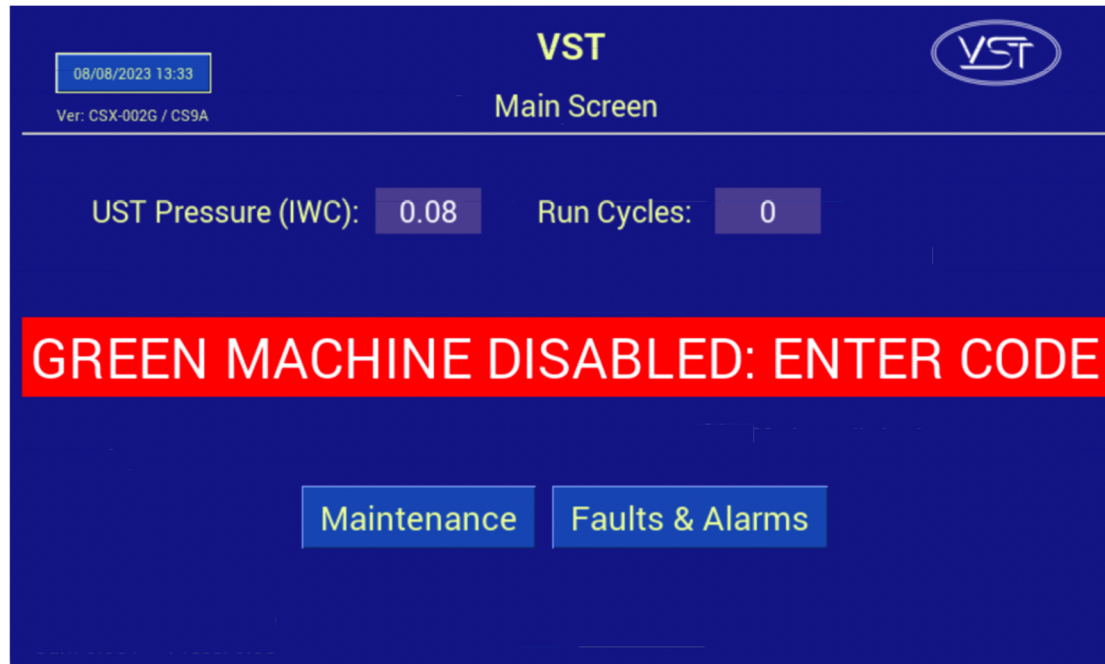 VST
VST
08/08/2023 13:33
Main Screen
Ver: CSX-002G / CS9A
UST Pressure (IWC): 0.08 Run Cycles: 0
GREEN MACHINE DISABLED: ENTER CODE
Maintenance Faults & Alarms